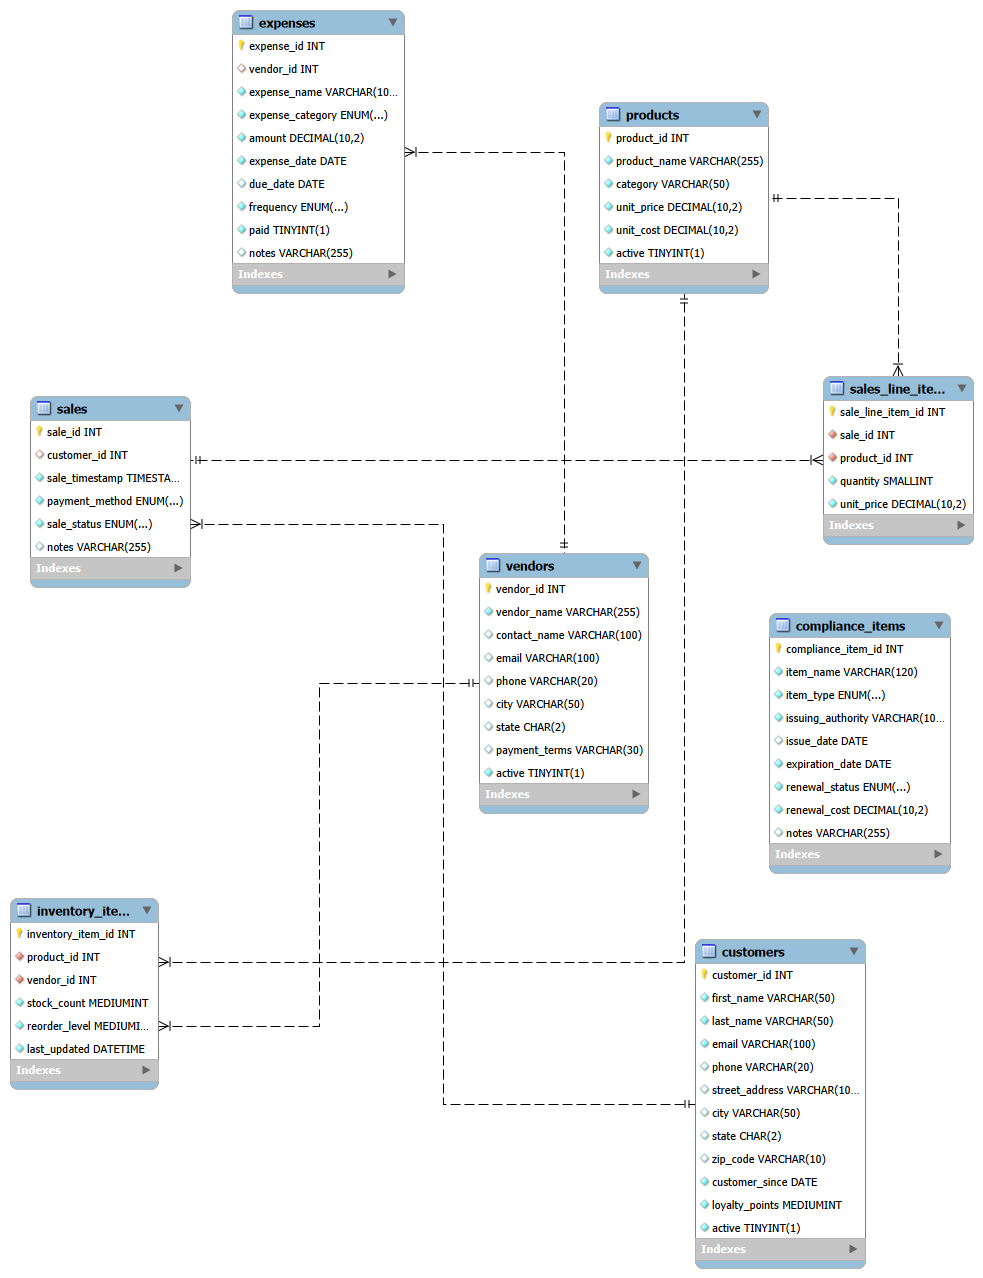 expenses
expense_id INT
vendor_id INT
expense_name VARCHAR(10...
expense_category ENUM(...)
amount DECIMAL(10,2)
expense_date DATE
due_date DATE
frequency ENUM(...)
paid TINYINT(1)
notes VARCHAR(255)
Indexes
products
product_id INT
product_name VARCHAR(255)
category VARCHAR(50)
unit_price DECIMAL(10,2)
unit_cost DECIMAL(10,2)
active TINYINT(1)
Indexes
sales
sale_id INT
customer_id INT
sale_timestamp TIMESTA...
payment_method ENUM(...)
sale_status ENUM(...)
notes VARCHAR(255)
Indexes
sales_line_ite...
sale_line_item_id INT
sale_id INT
product_id INT
quantity SMALLINT
unit_price DECIMAL(10,2)
Indexes
vendors
vendor_id INT
vendor_name VARCHAR(255)
contact_name VARCHAR(100)
email VARCHAR(100)
phone VARCHAR(20)
city VARCHAR(50)
state CHAR(2)
payment_terms VARCHAR(30)
active TINYINT(1)
Indexes
compliance_items
compliance_item_id INT
item_name VARCHAR(120)
item_type ENUM(...)
issuing_authority VARCHAR(10...
issue_date DATE
expiration_date DATE
renewal_status ENUM(...)
renewal_cost DECIMAL(10,2)
notes VARCHAR(255)
Indexes
inventory_ite...
inventory_item_id INT
product_id INT
vendor_id INT
stock_count MEDIUMINT
reorder_level MEDIUMI...
last_updated DATETIME
Indexes
customers
customer_id INT
first_name VARCHAR(50)
last_name VARCHAR(50)
email VARCHAR(100)
phone VARCHAR(20)
street_address VARCHAR(10...
city VARCHAR(50)
state CHAR(2)
zip_code VARCHAR(10)
customer_since DATE
loyalty_points MEDIUMINT
active TINYINT(1)
Indexes